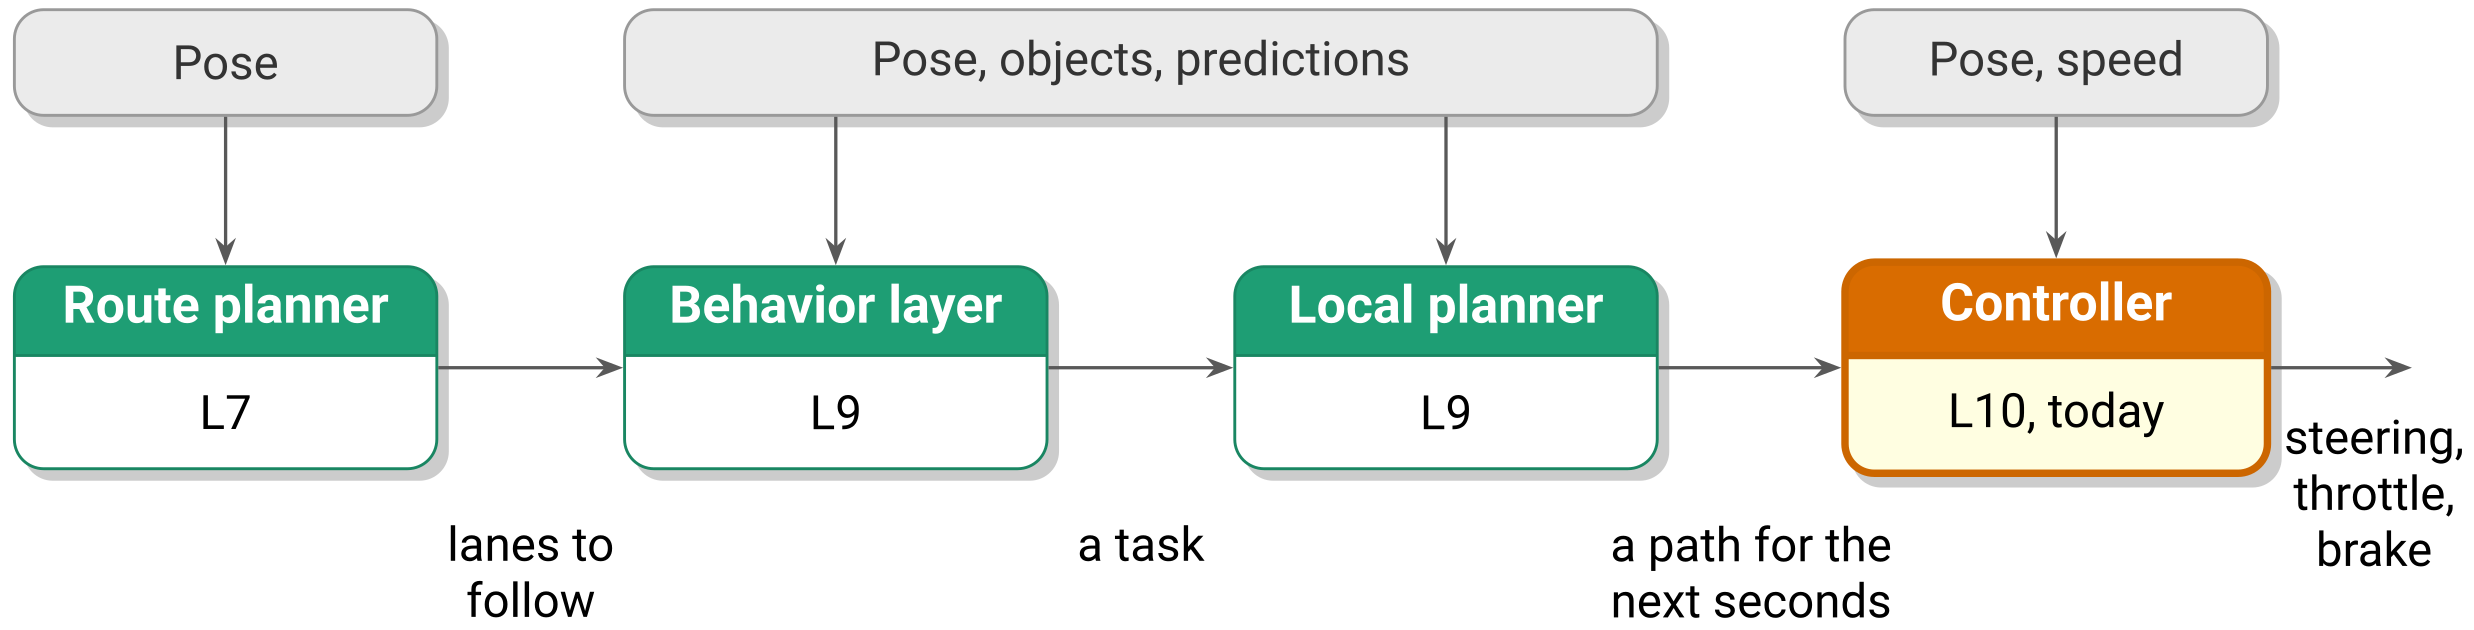 Pose
Pose, objects, predictions
Pose, speed
Route planner
L7
Behavior layer
L9
Local planner
L9
Controller
L10, today
lanes to
follow
a task
a path for the
next seconds
steering,
throttle,
brake